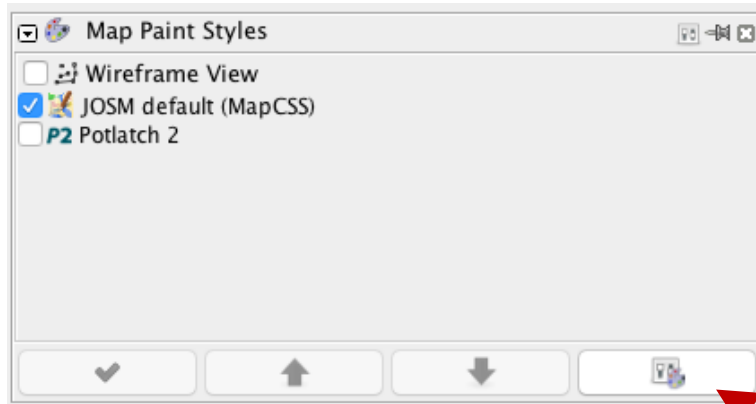 Map Paint Styles
Wireframe View
JOSM default (MapCSS)
P2 Potlatch 2